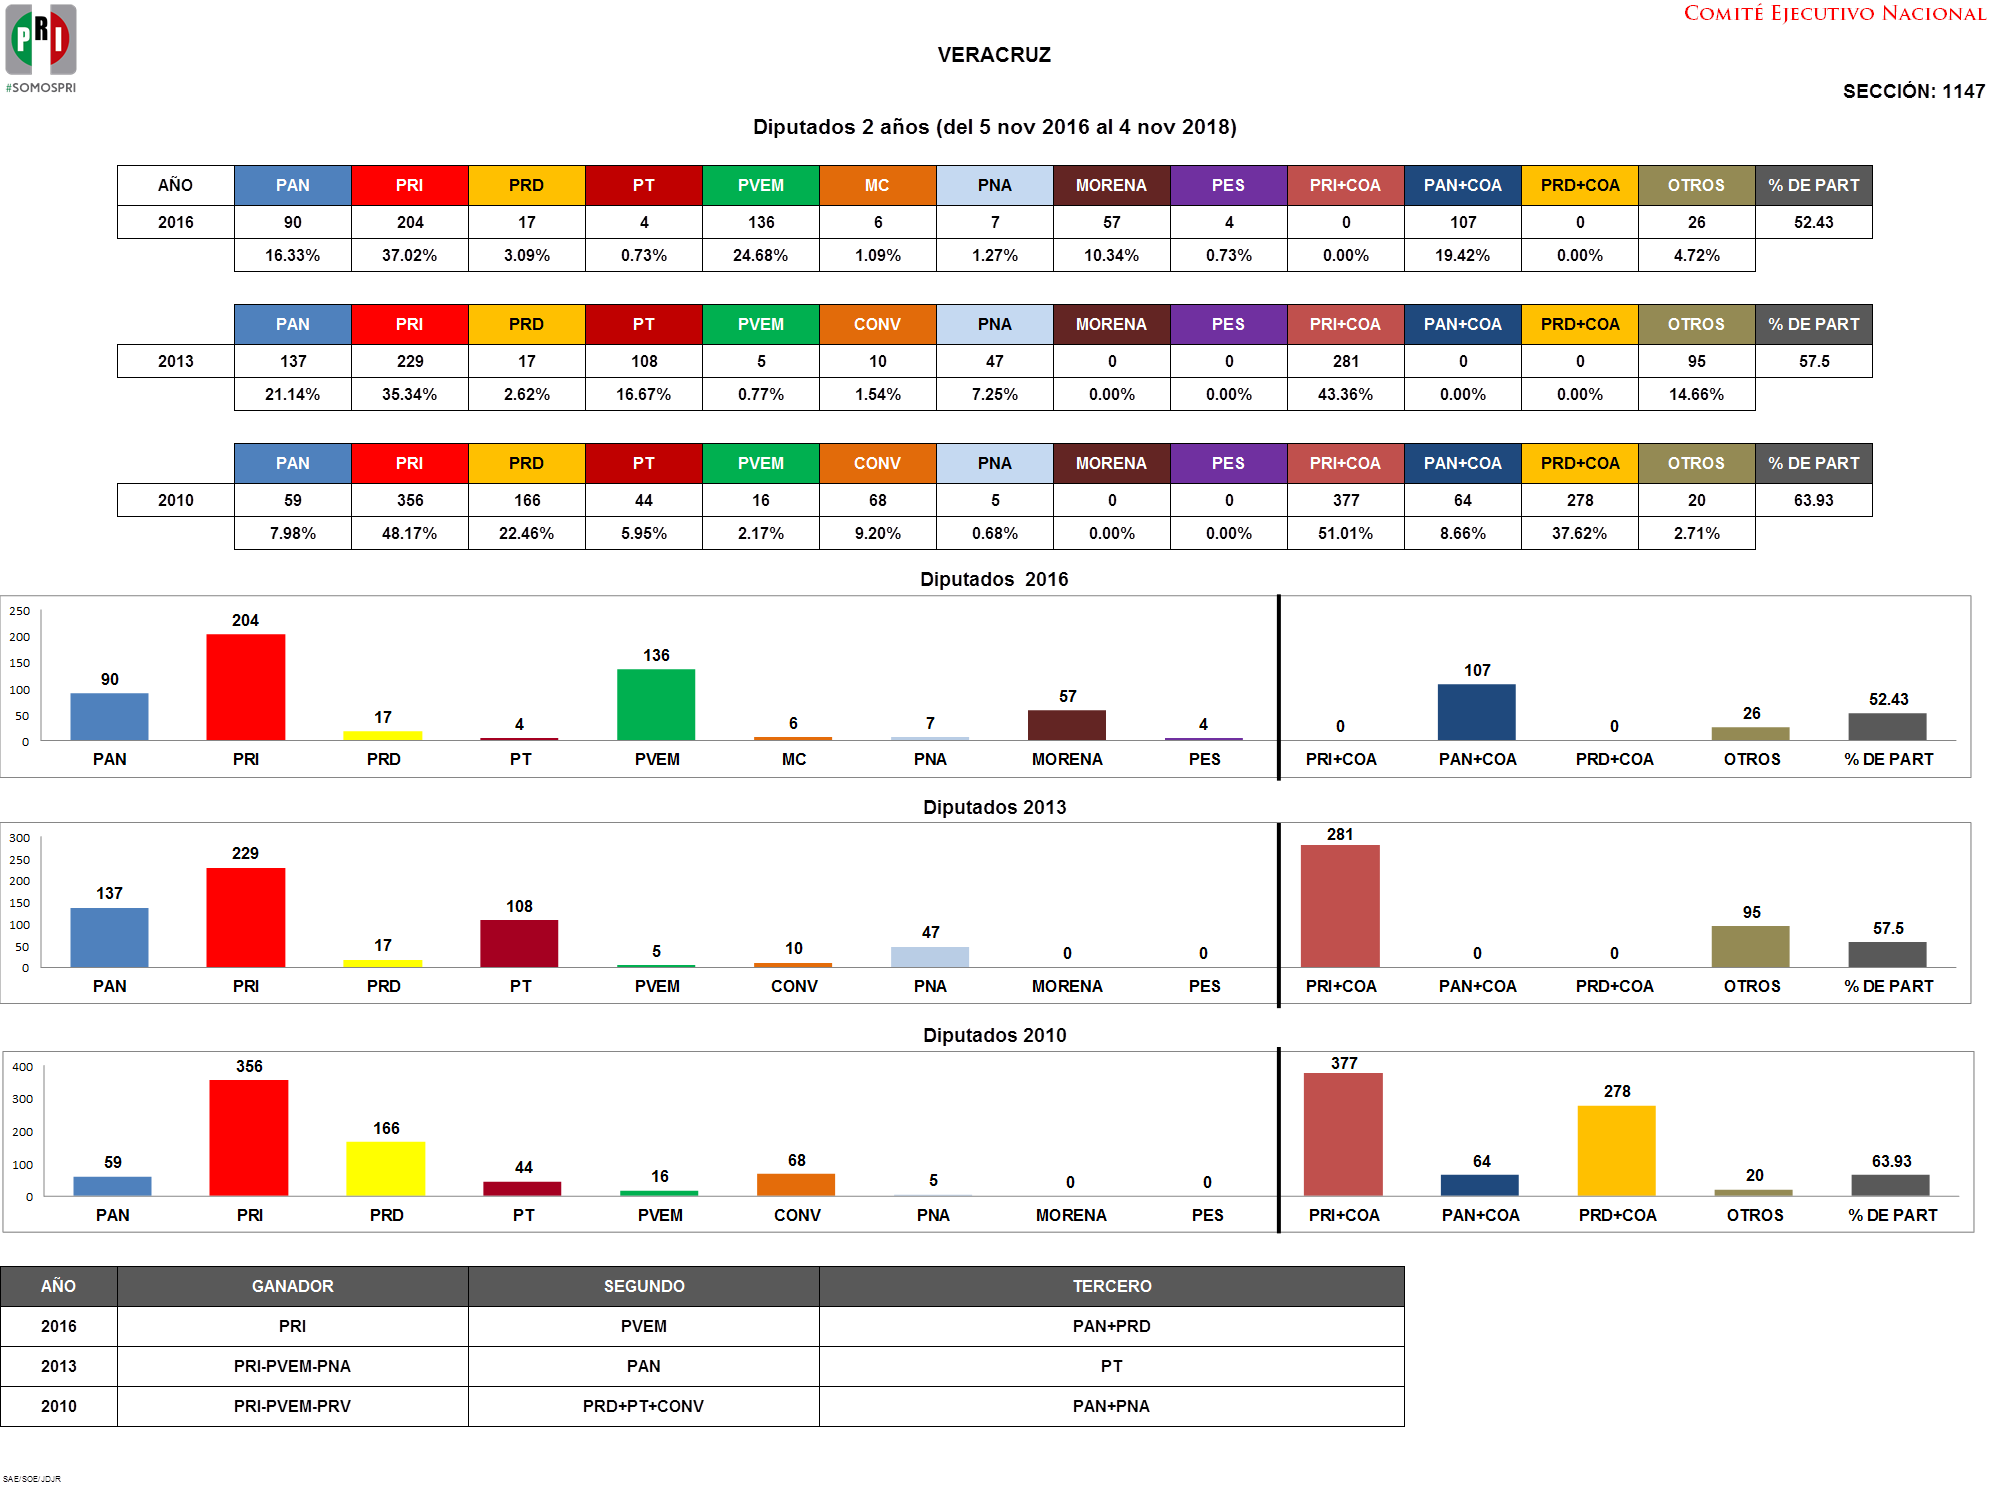 PRI
#SOMOSPRI
COMITÉ EJECUTIVO NACIONAL
VERACRUZ
SECCIÓN: 1147
Diputados 2 años (del 5 nov 2016 al 4 nov 2018)
AÑO PAN PRI PRD PT PVEM MC PNA MORENA PES PRI+COA PAN+COA PRD+COA OTROS % DE PART
2016 90 204 17 4 136 6 7 57 4 0 107 0 26 52.43
16.33% 37.02% 3.09% 0.73% 24.68% 1.09% 1.27% 10.34% 0.73% 0.00% 19.42% 0.00% 4.72%
PAN PRI PRD PT PVEM CONV PNA MORENA PES PRI+COA PAN+COA PRD+COA OTROS % DE PART
2013 137 229 17 108 5 10 47 0 0 281 0 0 95 57.5
21.14% 35.34% 2.62% 16.67% 0.77% 1.54% 7.25% 0.00% 0.00% 43.36% 0.00% 0.00% 14.66%
PAN PRI PRD PT PVEM CONV PNA MORENA PES PRI+COA PAN+COA PRD+COA OTROS % DE PART
2010 59 356 166 44 16 68 5 0 0 377 64 278 20 63.93
7.98% 48.17% 22.46% 5.95% 2.17% 9.20% 0.68% 0.00% 0.00% 51.01% 8.66% 37.62% 2.71%
Diputados 2016
250
200
150
100
50
0
90 204 17 4 136 6 7 57 4 0 107 0 26 52.43
PAN PRI PRD PT PVEM MC PNA MORENA PES PRI+COA PAN+COA PRD+COA OTROS % DE PART
Diputados 2013
300
250
200
150
100
50
0
137 229 17 108 5 10 47 0 0 281 0 0 95 57.5
PAN PRI PRD PT PVEM CONV PNA MORENA PES PRI+COA PAN+COA PRD+COA OTROS % DE PART
Diputados 2010
400
300
200
100
0
59 356 166 44 16 68 5 0 0 377 64 278 20 63.93
PAN PRI PRD PT PVEM CONV PNA MORENA PES PRI+COA PAN+COA PRD+COA OTROS % DE PART
AÑO GANADOR SEGUNDO TERCERO
2016 PRI PVEM PAN+PRD
2013 PRI-PVEM-PNA PAN PT
2010 PRI-PVEM-PRV PRD+PT+CONV PAN+PNA
SAE/SOE/JDJR